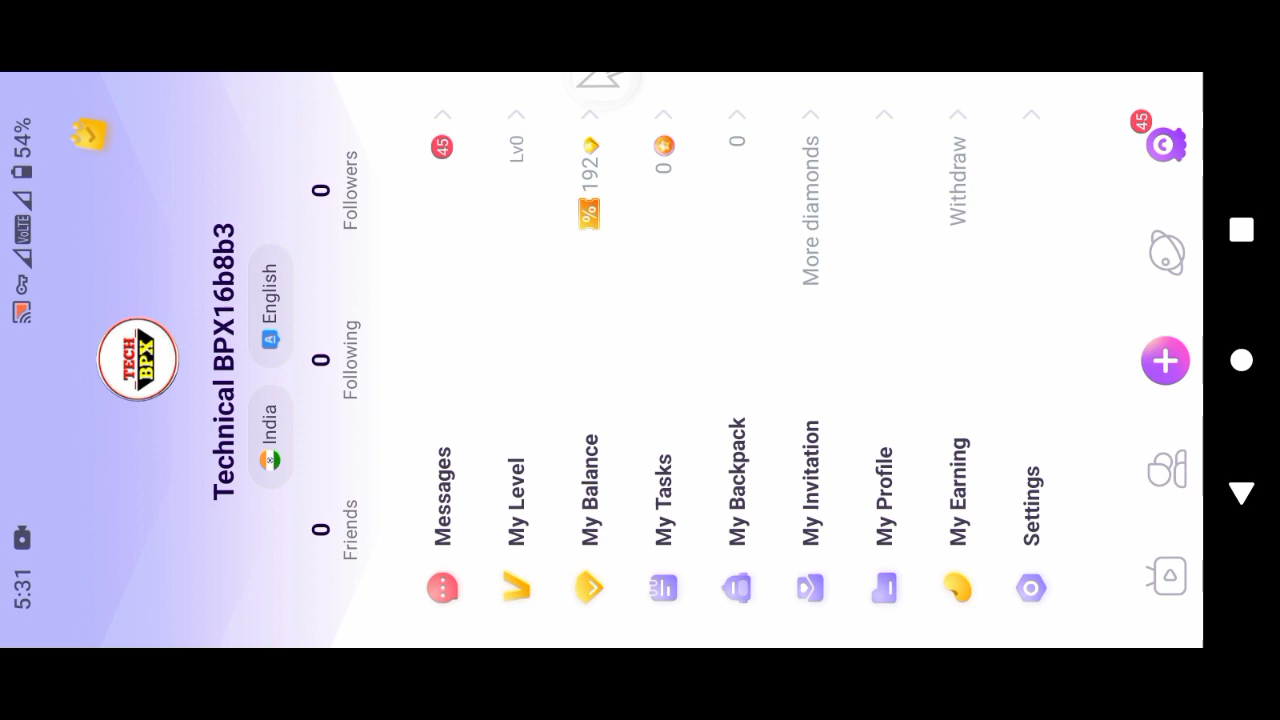 5:31
VoLTE
54%
TECH
BPX
Technical BPX16b8b3
India
English
0
Friends
0
Following
0
Followers
Messages 45
My Level Lv0
My Balance % 192
My Tasks 0
My Backpack 0
My Invitation More diamonds
My Profile
My Earning Withdraw
Settings
45